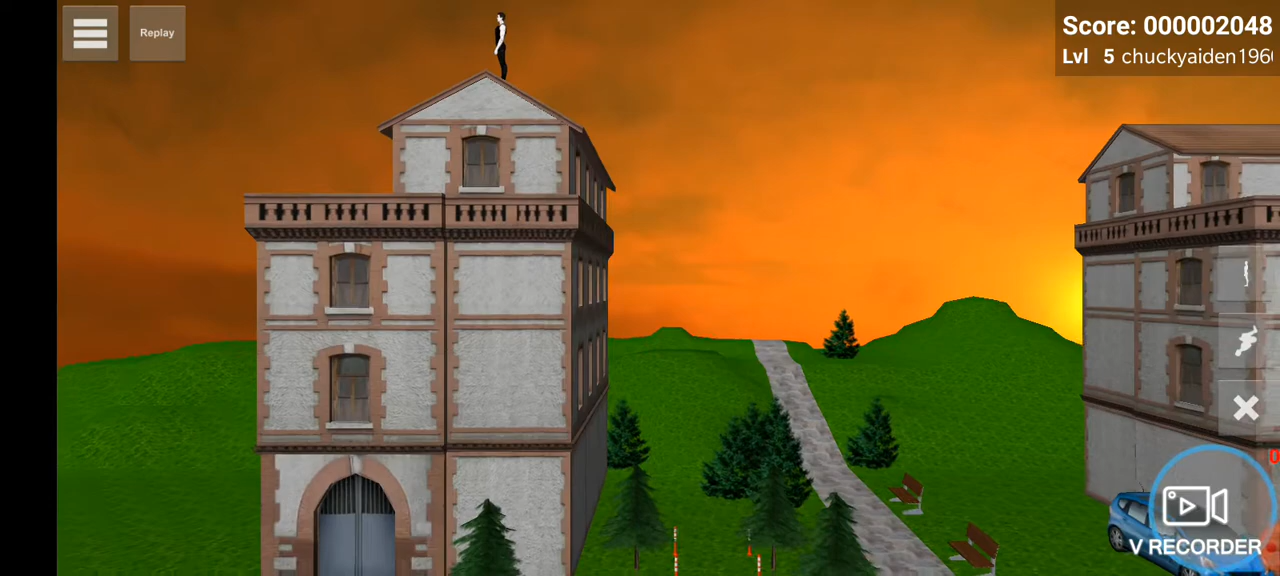 Replay
Score: 000002048
Lvl 5 chuckyaiden196
V RECORDER